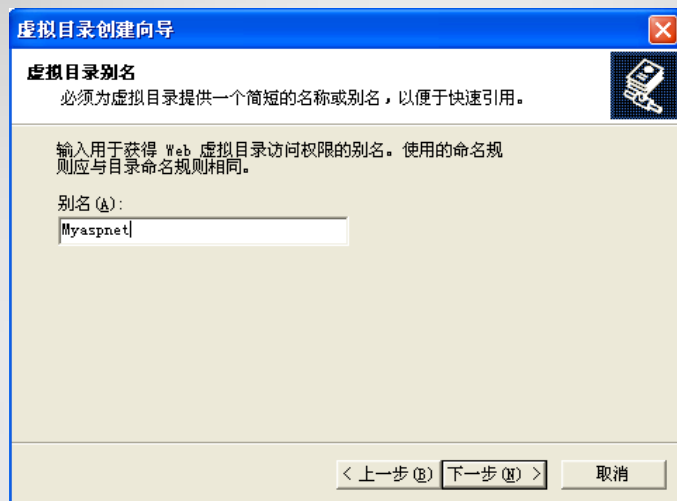 虚拟目录创建向导
虚拟目录别名
必须为虚拟目录提供一个简短的名称或别名，以便于快速引用。
输入用于获得 Web 虚拟目录访问权限的别名。使用的命名规
则应与目录命名规则相同。
别名(A):
Myaspnet
< 上一步(B) 下一步(N) > 取消